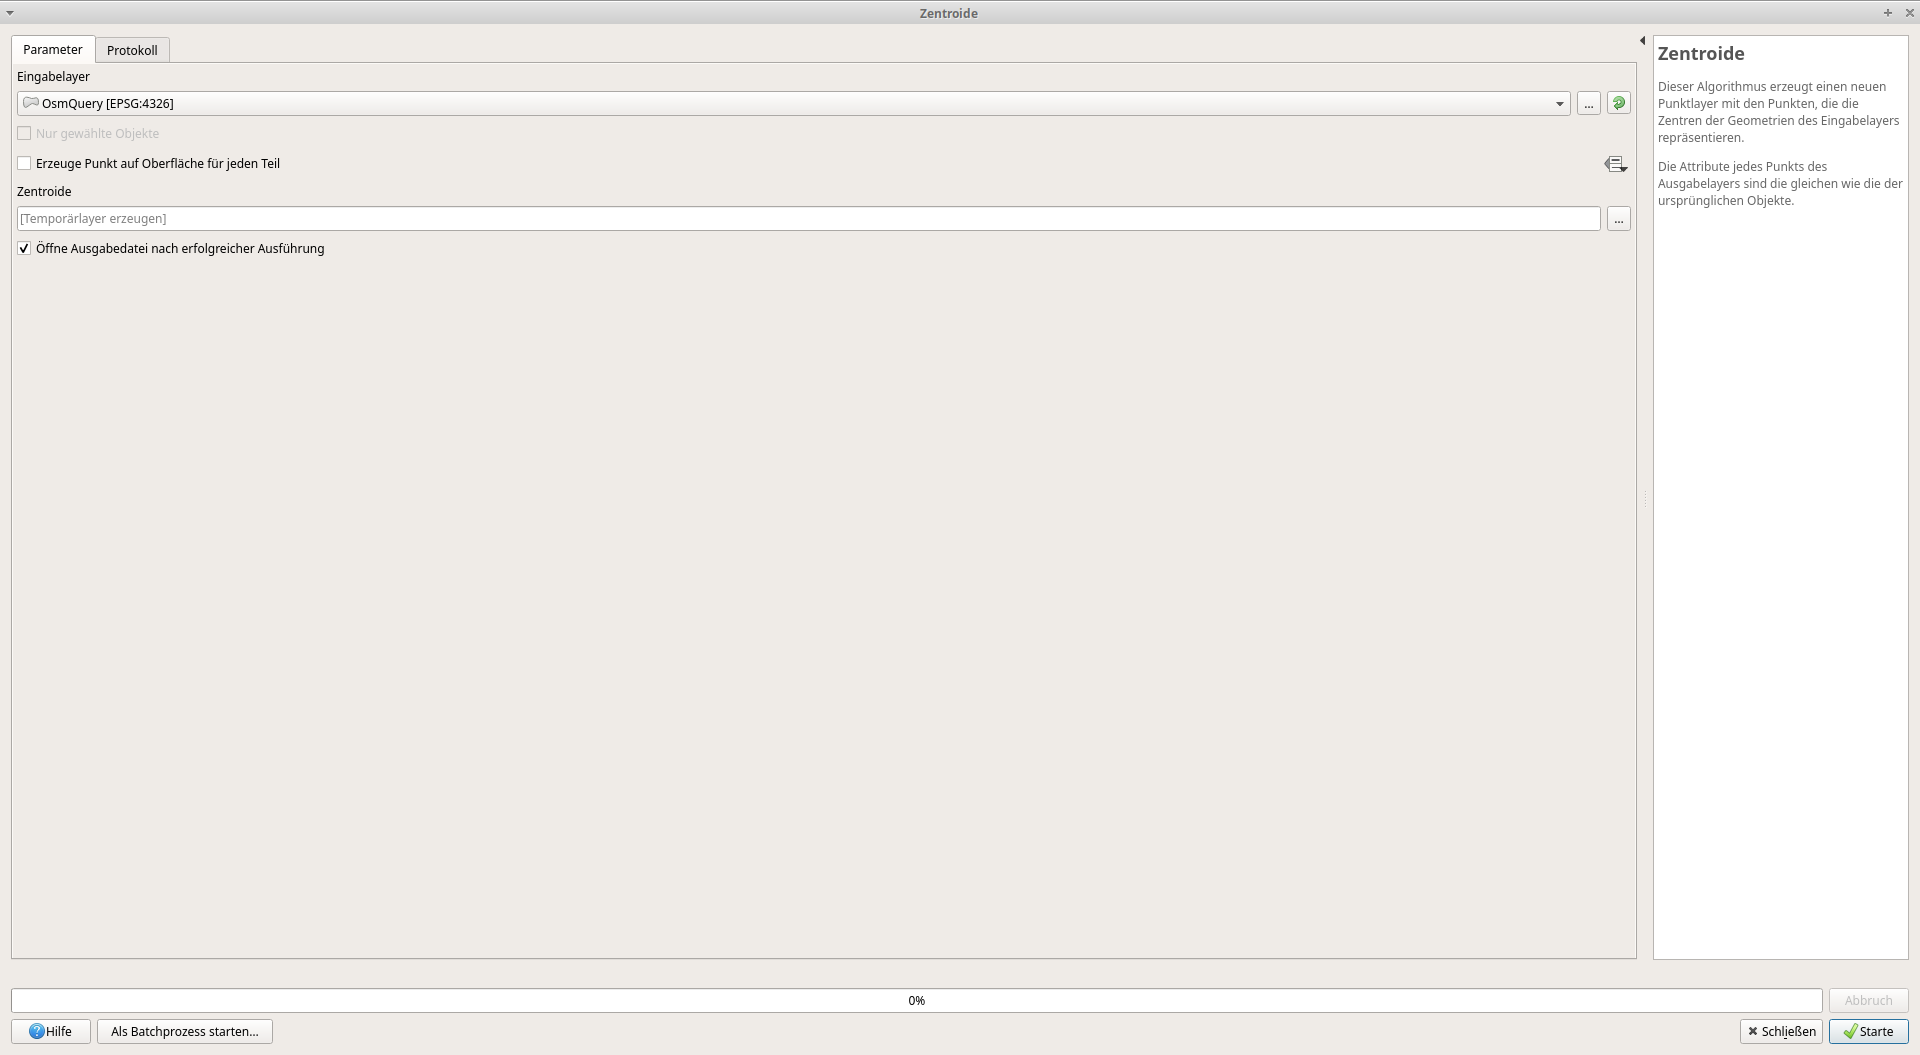 Zentroide
Parameter
Protokoll
Eingabelayer
OsmQuery [EPSG:4326]
...
Nur gewählte Objekte
Erzeuge Punkt auf Oberfläche für jeden Teil
Zentroide
[Temporärlayer erzeugen]
...
Öffne Ausgabedatei nach erfolgreicher Ausführung
Zentroide
Dieser Algorithmus erzeugt einen neuen
Punktlayer mit den Punkten, die die
Zentren der Geometrien des Eingabelayers
repräsentieren.
Die Attribute jedes Punkts des
Ausgabelayers sind die gleichen wie die der
ursprünglichen Objekte.
0%
Abbruch
Hilfe
Als Batchprozess starten...
Schließen
Starte